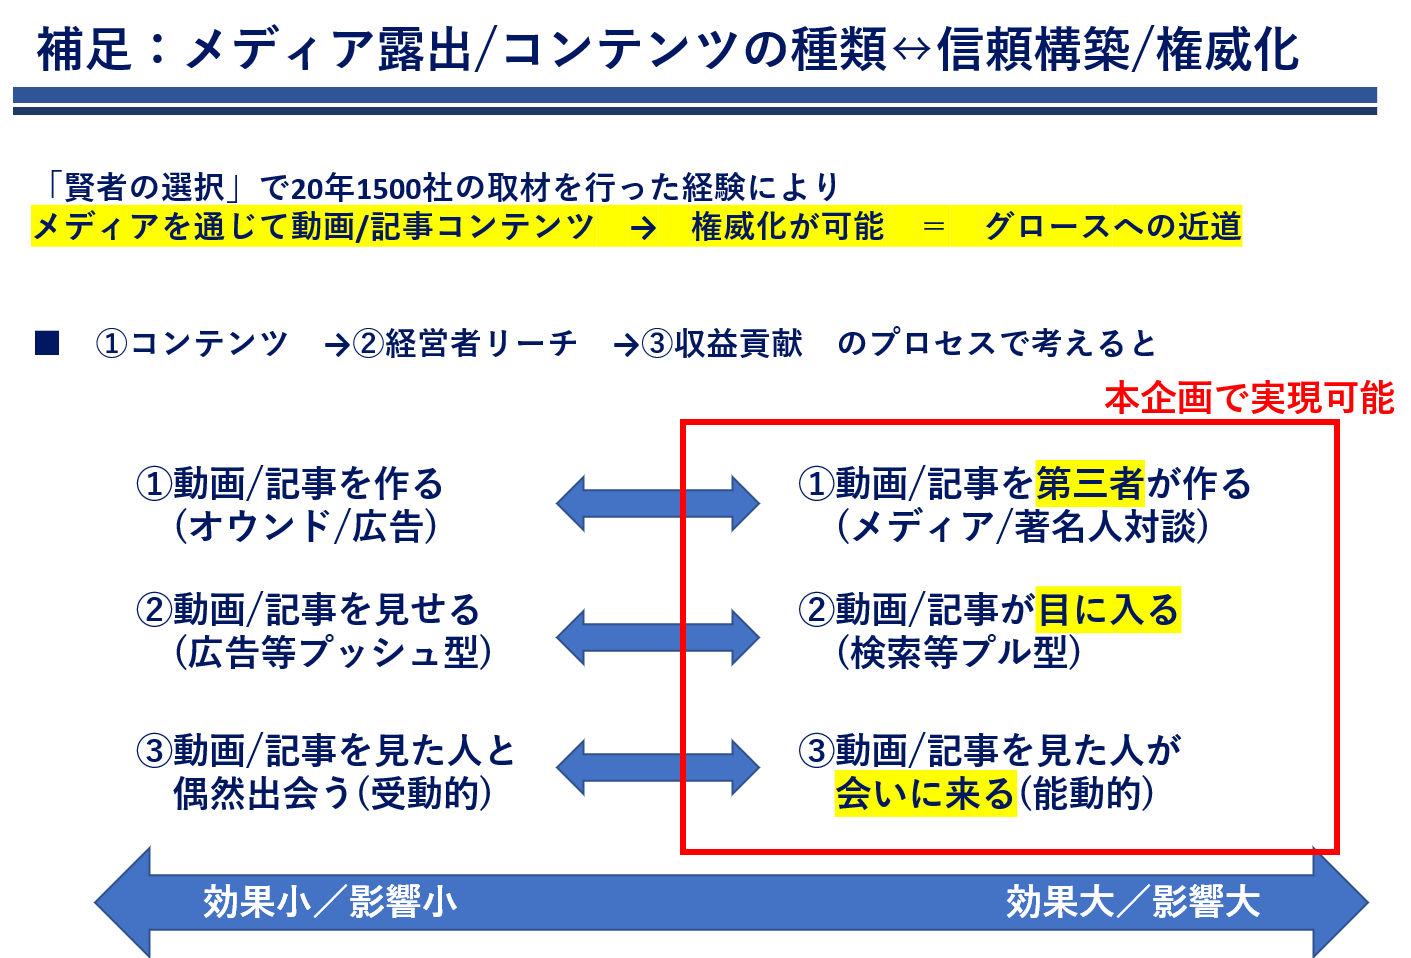 補足：メディア露出/コンテンツの種類↔信頼構築/権威化
「賢者の選択」で20年1500社の取材を行った経験により
メディアを通じて動画/記事コンテンツ　→　権威化が可能　＝　グロースへの近道
■　①コンテンツ　→②経営者リーチ　→③収益貢献　のプロセスで考えると
本企画で実現可能
①動画/記事を作る
(オウンド/広告)
①動画/記事を第三者が作る
(メディア/著名人対談)
②動画/記事を見せる
(広告等プッシュ型)
②動画/記事が目に入る
(検索等プル型)
③動画/記事を見た人と
偶然出会う(受動的)
③動画/記事を見た人が
会いに来る(能動的)
効果小／影響小
効果大／影響大